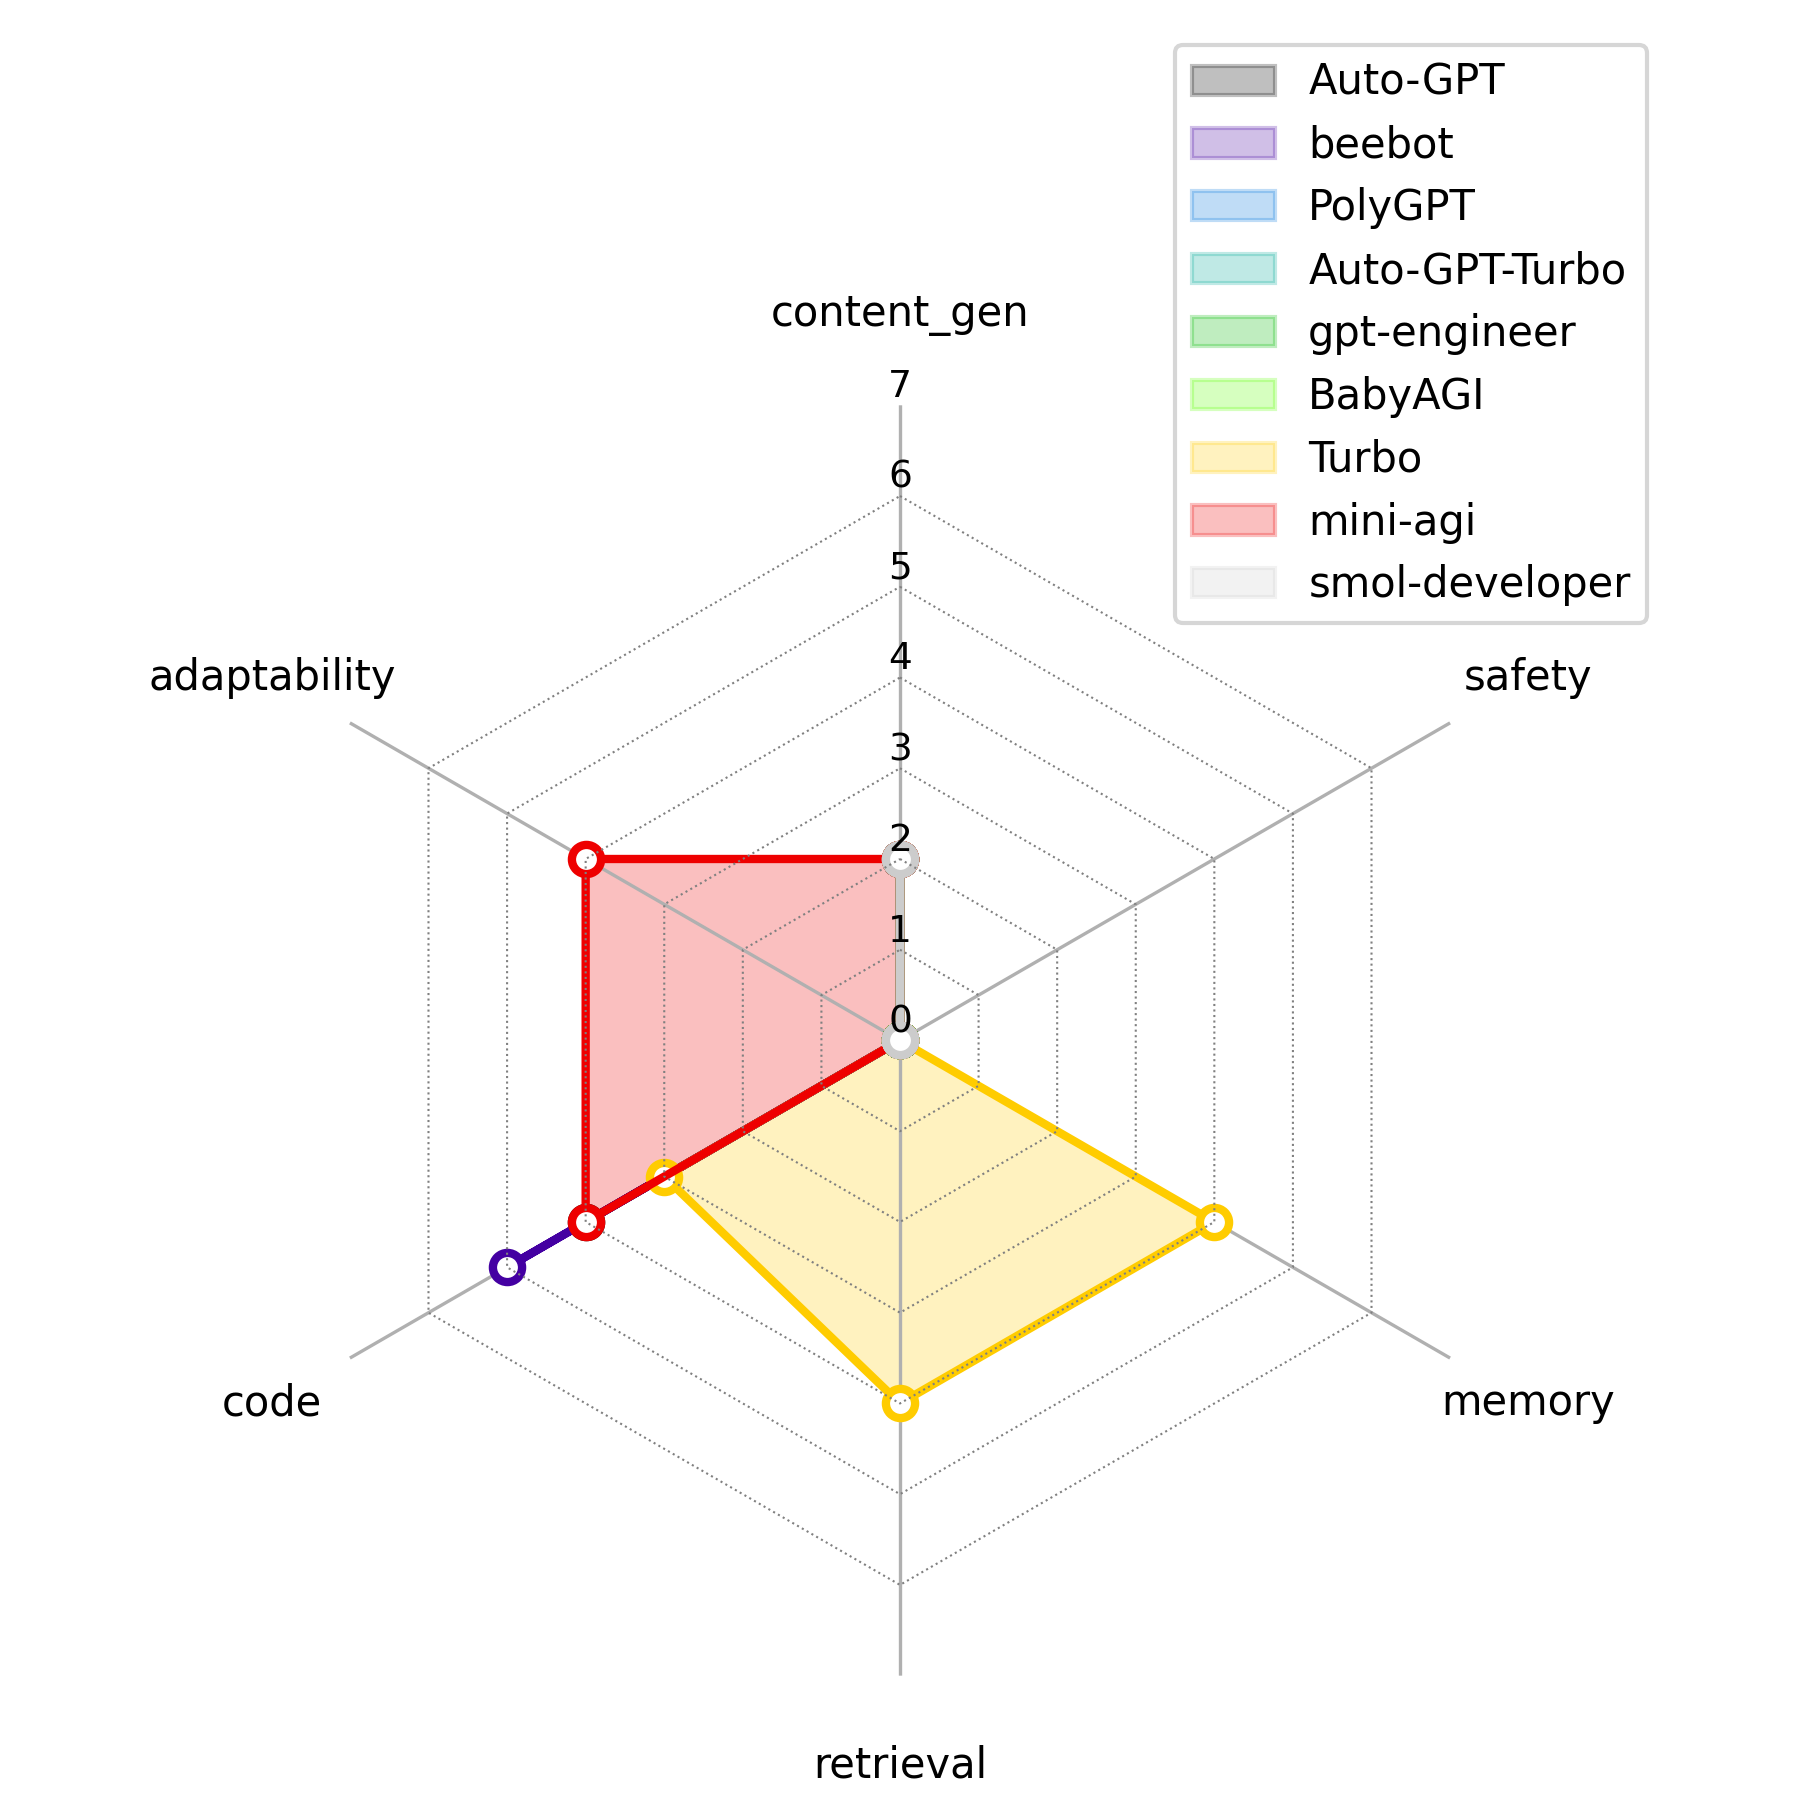 Auto-GPT
beebot
PolyGPT
Auto-GPT-Turbo
gpt-engineer
BabyAGI
Turbo
mini-agi
smol-developer
content_gen
7
6
5
4
3
2
1
0
adaptability
safety
code
memory
retrieval